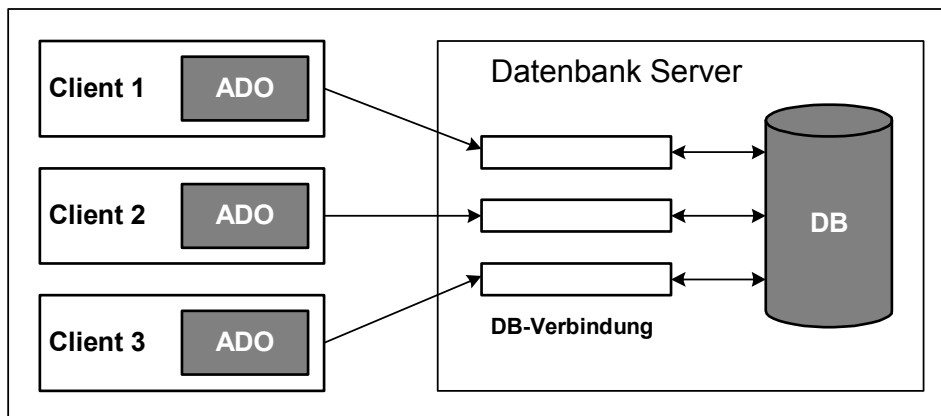 Client 1
ADO
Client 2
ADO
Client 3
ADO
Datenbank Server
DB-Verbindung
DB